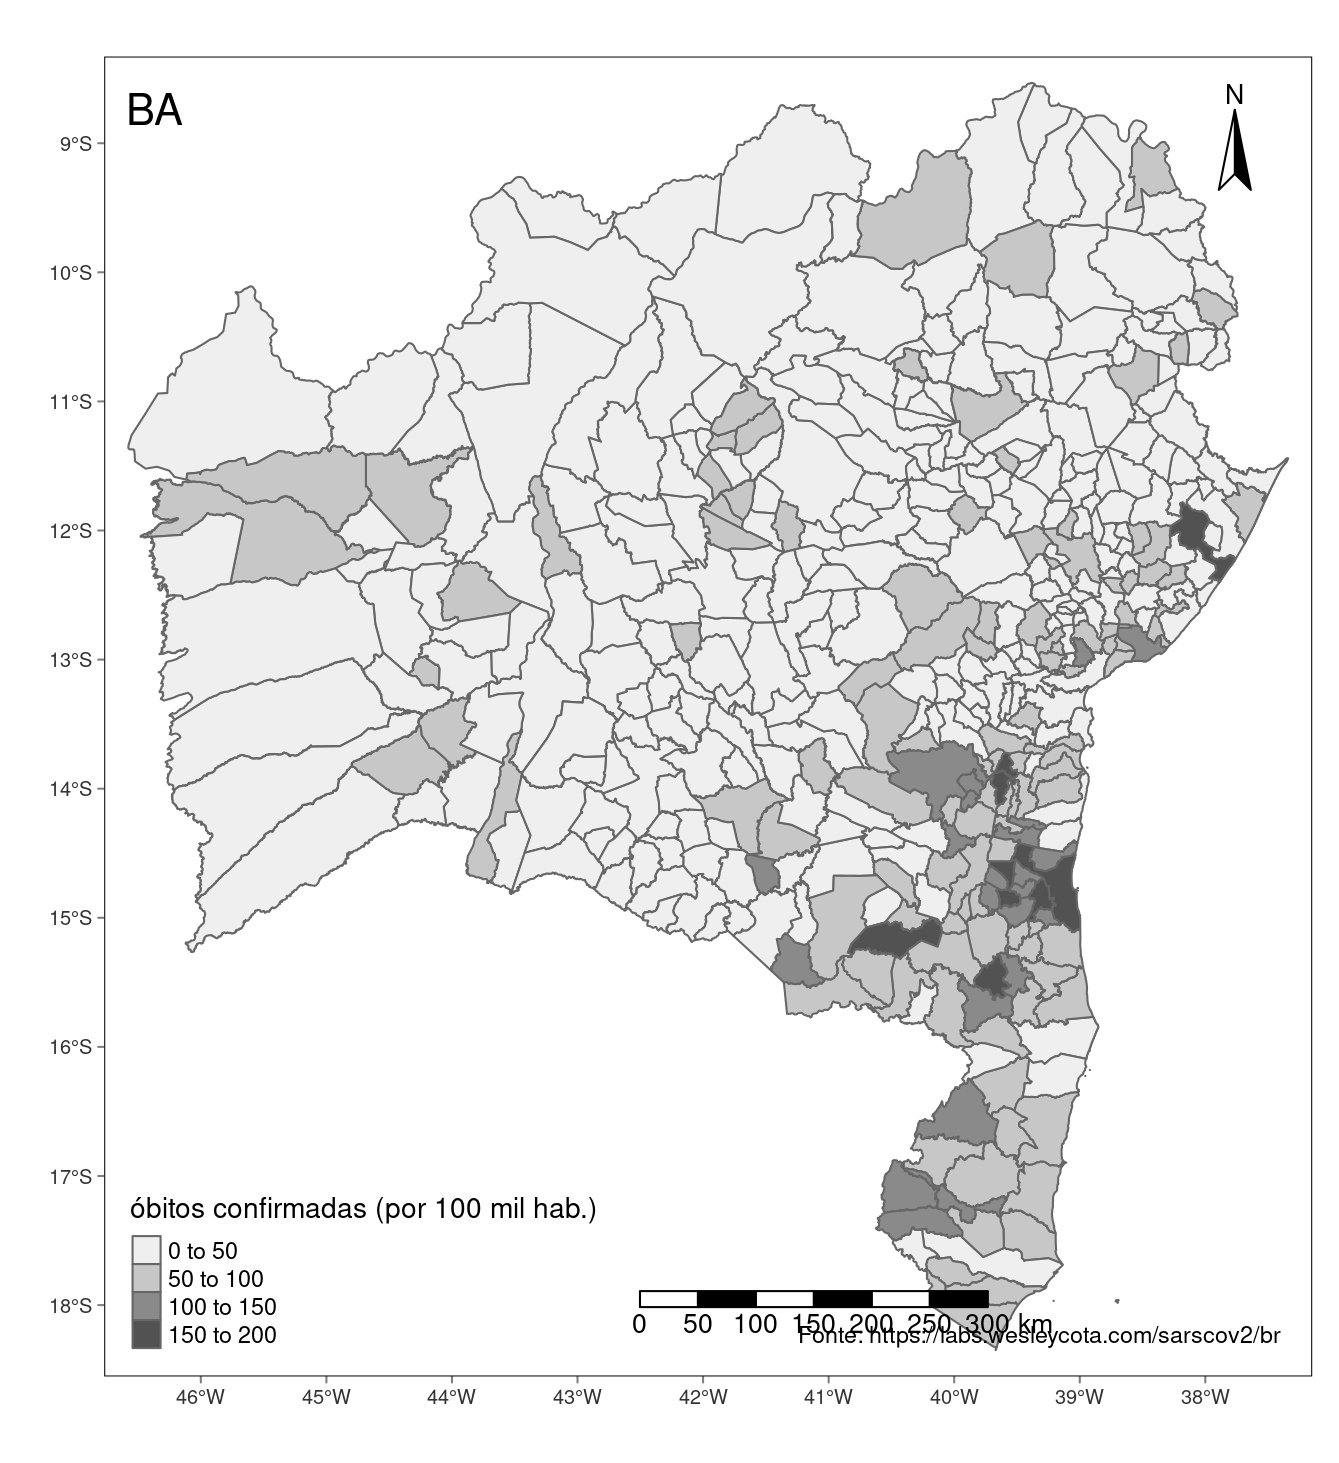 BA
N
9°S
10°S
11°S
12°S
13°S
14°S
15°S
16°S
17°S
18°S
óbitos confirmadas (por 100 mil hab.)
0 to 50
50 to 100
100 to 150
150 to 200
0 50 100 150 200 250 300 km
Fonte: https://labs.wesleycota.com/sarscov2/br
46°W 45°W 44°W 43°W 42°W 41°W 40°W 39°W 38°W